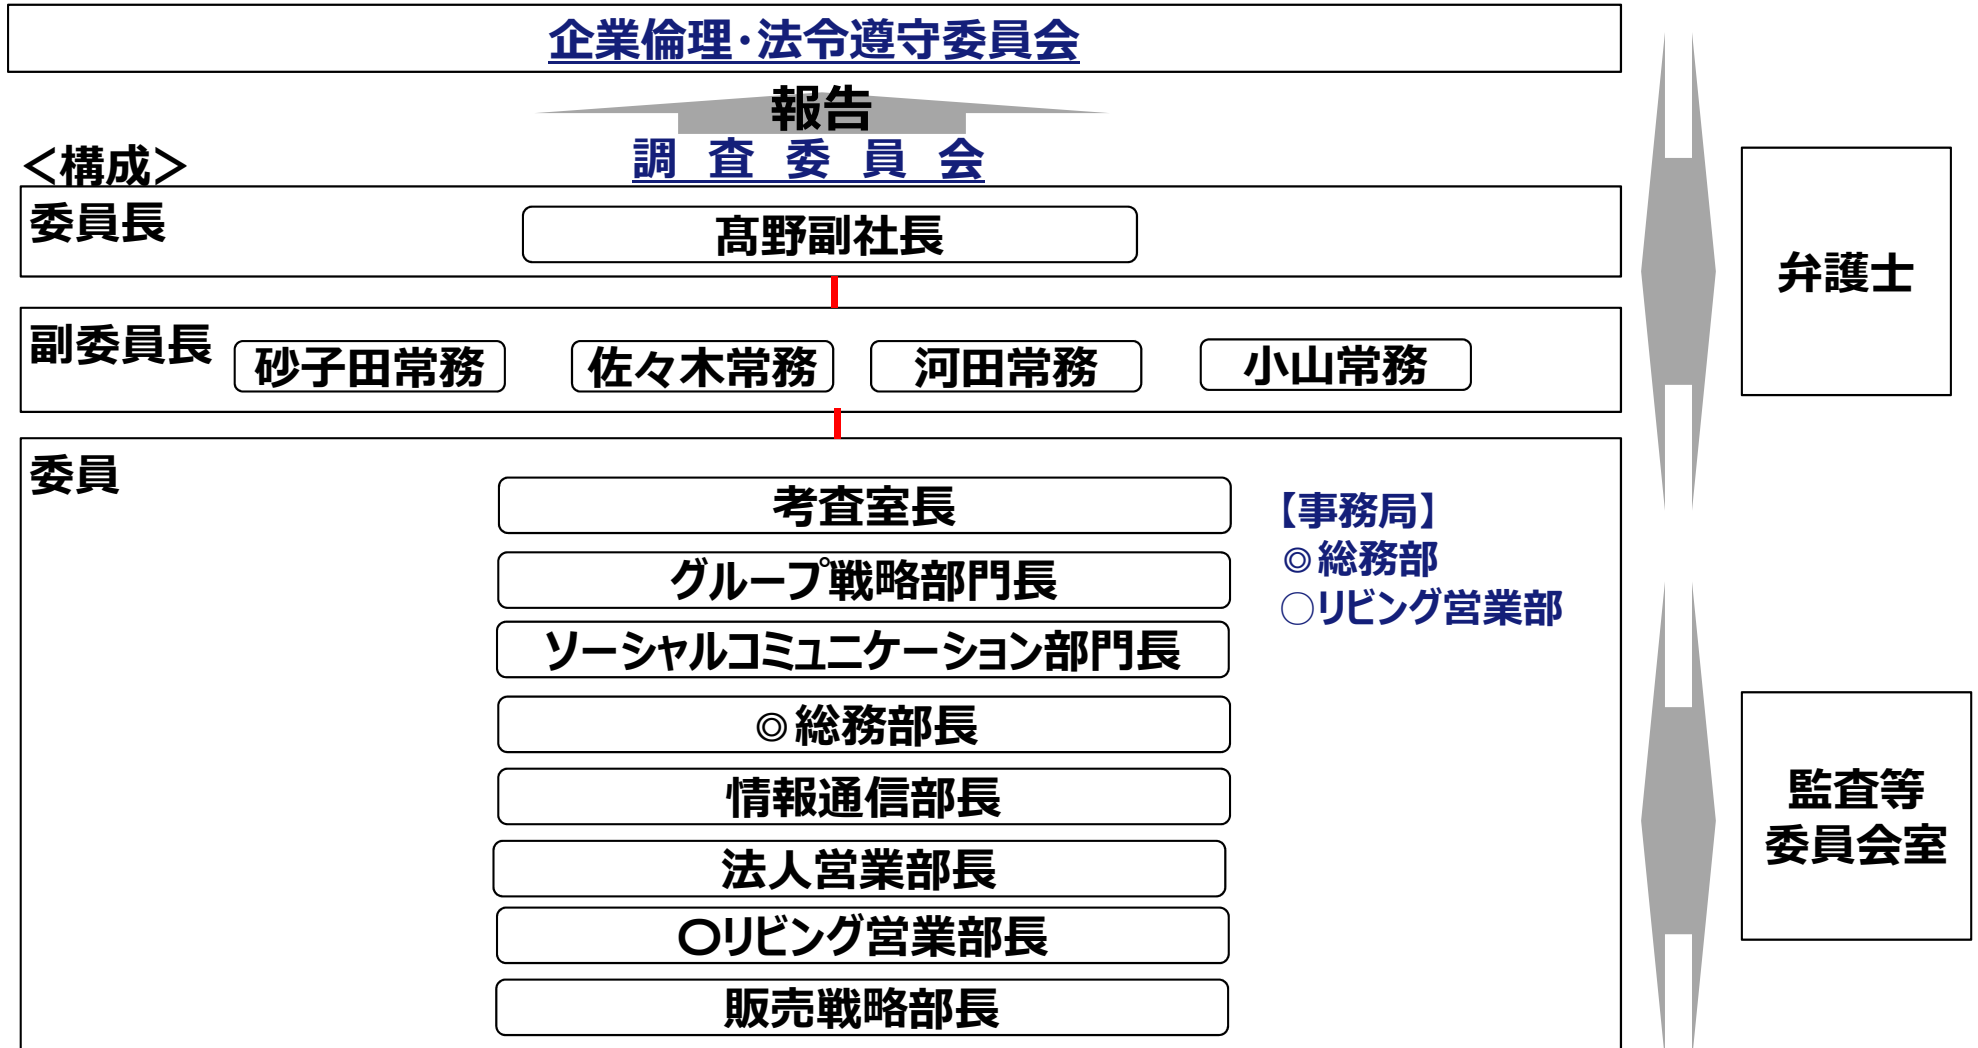 企業倫理・法令遵守委員会
報告
調査委員会
＜構成＞
委員長
髙野副社長
副委員長
砂子田常務
佐々木常務
河田常務
小山常務
委員
考査室長
グループ戦略部門長
ソーシャルコミュニケーション部門長
◎総務部長
情報通信部長
法人営業部長
〇リビング営業部長
販売戦略部長
【事務局】
◎総務部
○リビング営業部
弁護士
監査等
委員会室